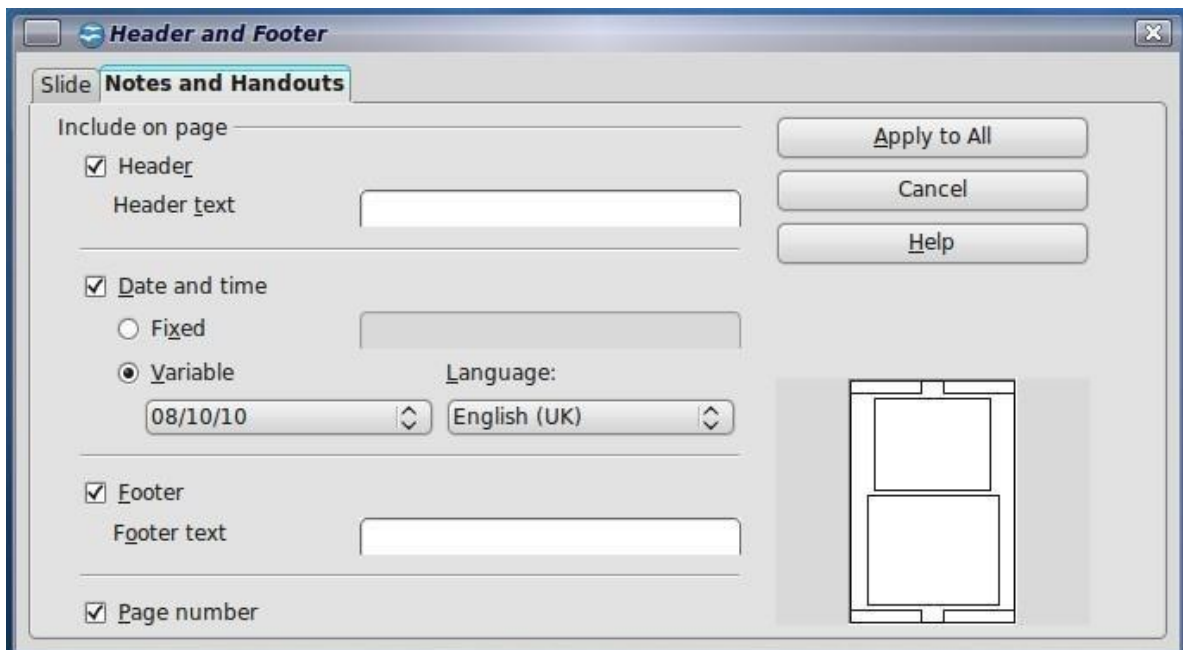 Header and Footer
Slide Notes and Handouts
Include on page
Apply to All
Header
Cancel
Header text
Help
Date and time
Fixed
Variable Language:
08/10/10 English (UK)
Footer
Footer text
Page number